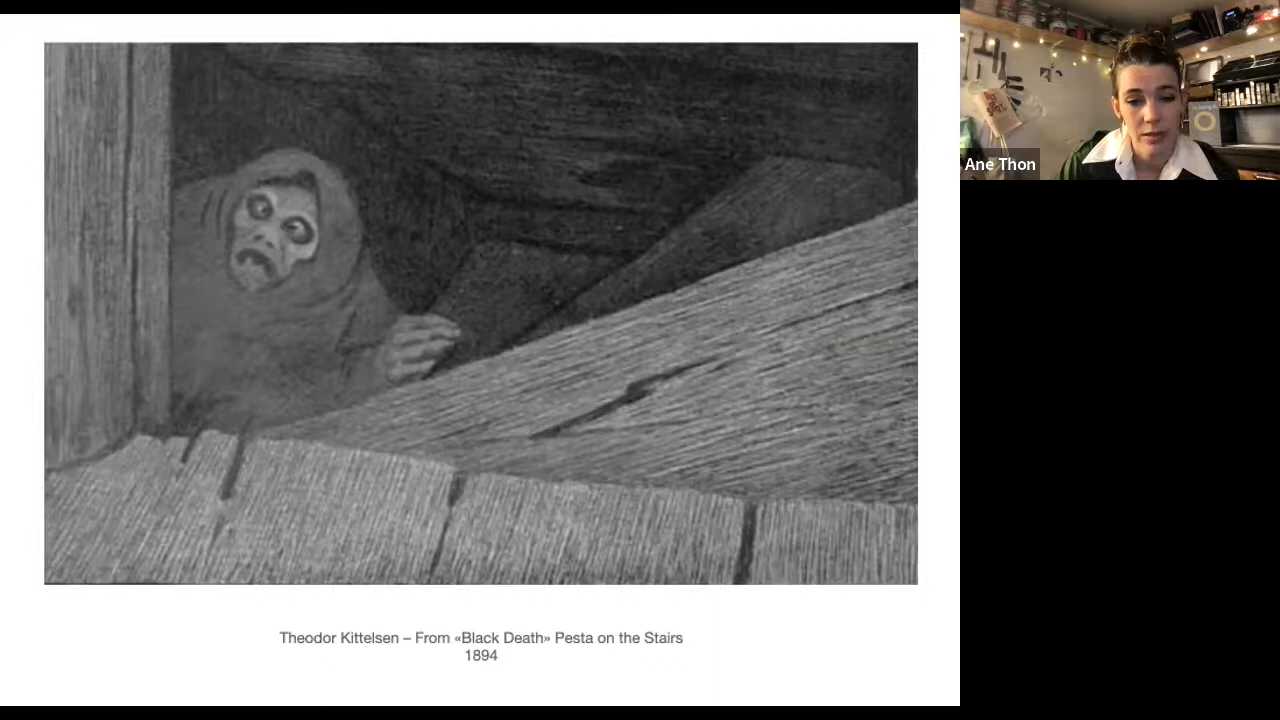 Ane Thon
Theodor Kittelsen – From «Black Death» Pesta on the Stairs
1894